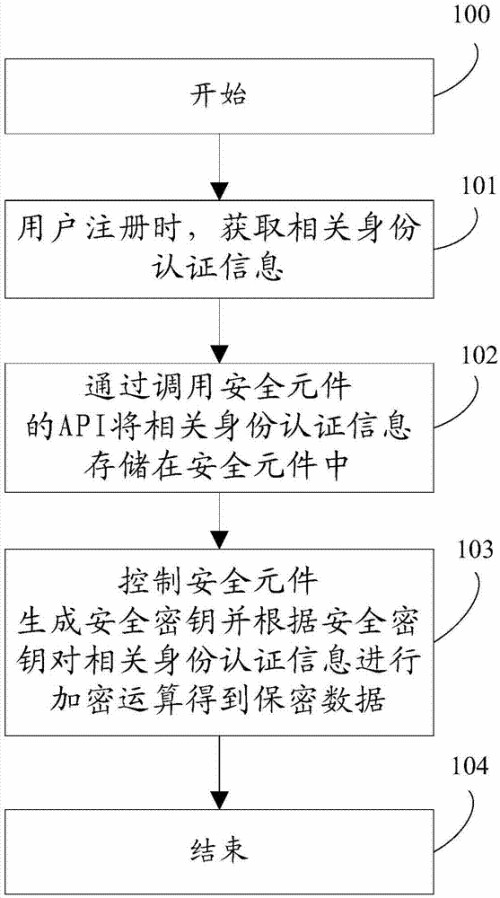 100
开始
101
用户注册时，获取相关身份
认证信息
102
通过调用安全元件
的API将相关身份认证信息
存储在安全元件中
103
控制安全元件
生成安全密钥并根据安全密
钥对相关身份认证信息进行
加密运算得到保密数据
104
结束